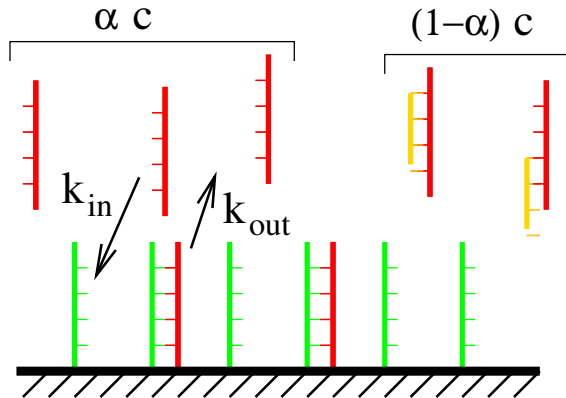 α c
(1−α) c
k_in
k_out